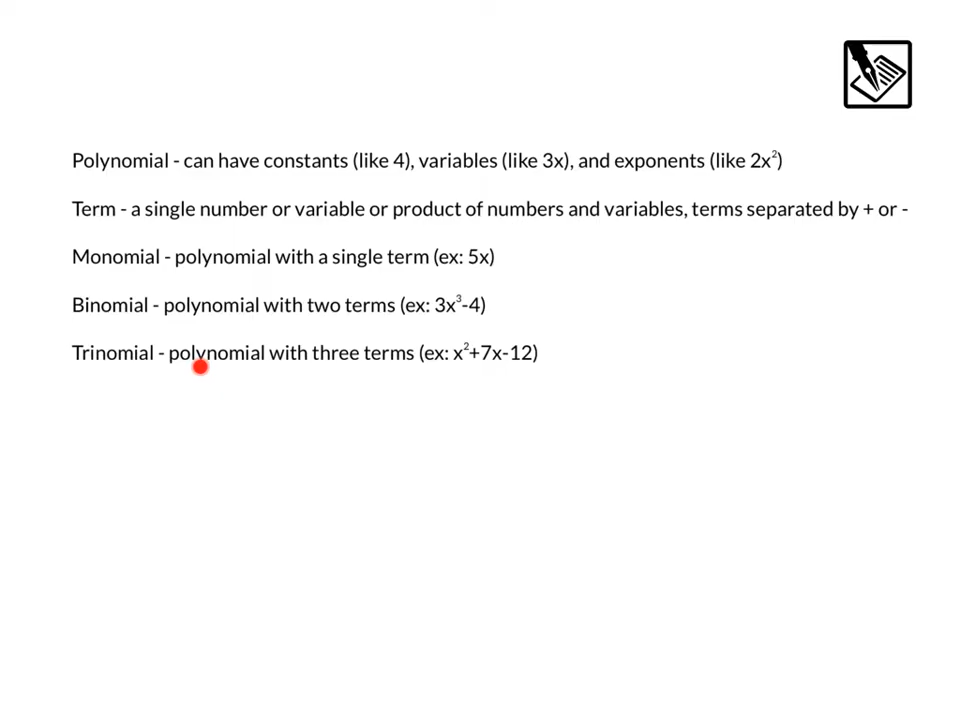 Polynomial - can have constants (like 4), variables (like 3x), and exponents (like 2x²)
Term - a single number or variable or product of numbers and variables, terms separated by + or -
Monomial - polynomial with a single term (ex: 5x)
Binomial - polynomial with two terms (ex: 3x³-4)
Trinomial - polynomial with three terms (ex: x²+7x-12)